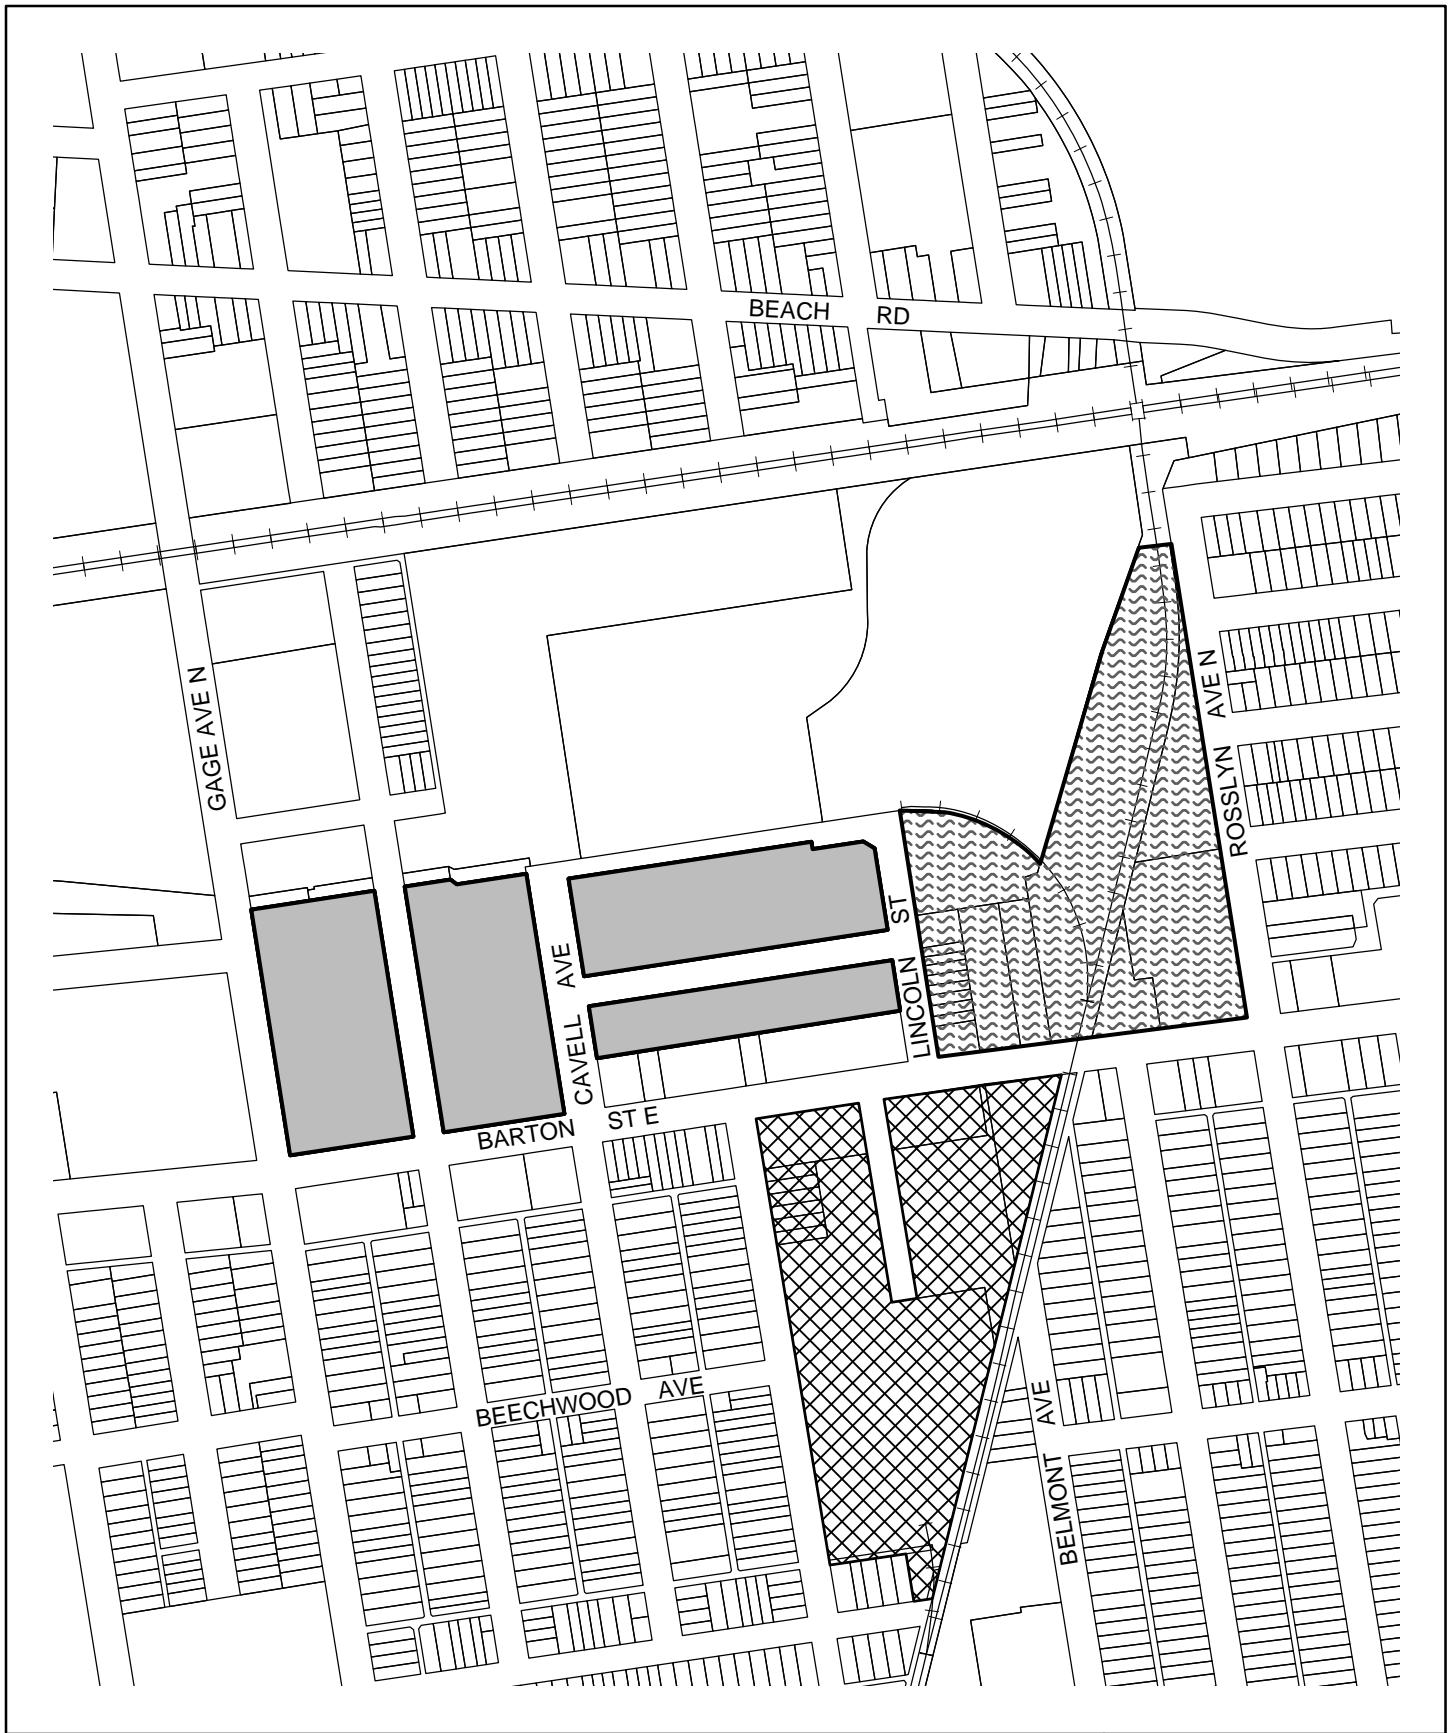 BEACH RD
GAGE AVE N
ROSSLYN AVE N
CAVELL AVE
LINCOLN ST
BARTON ST E
BEECHWOOD AVE
BELMONT AVE